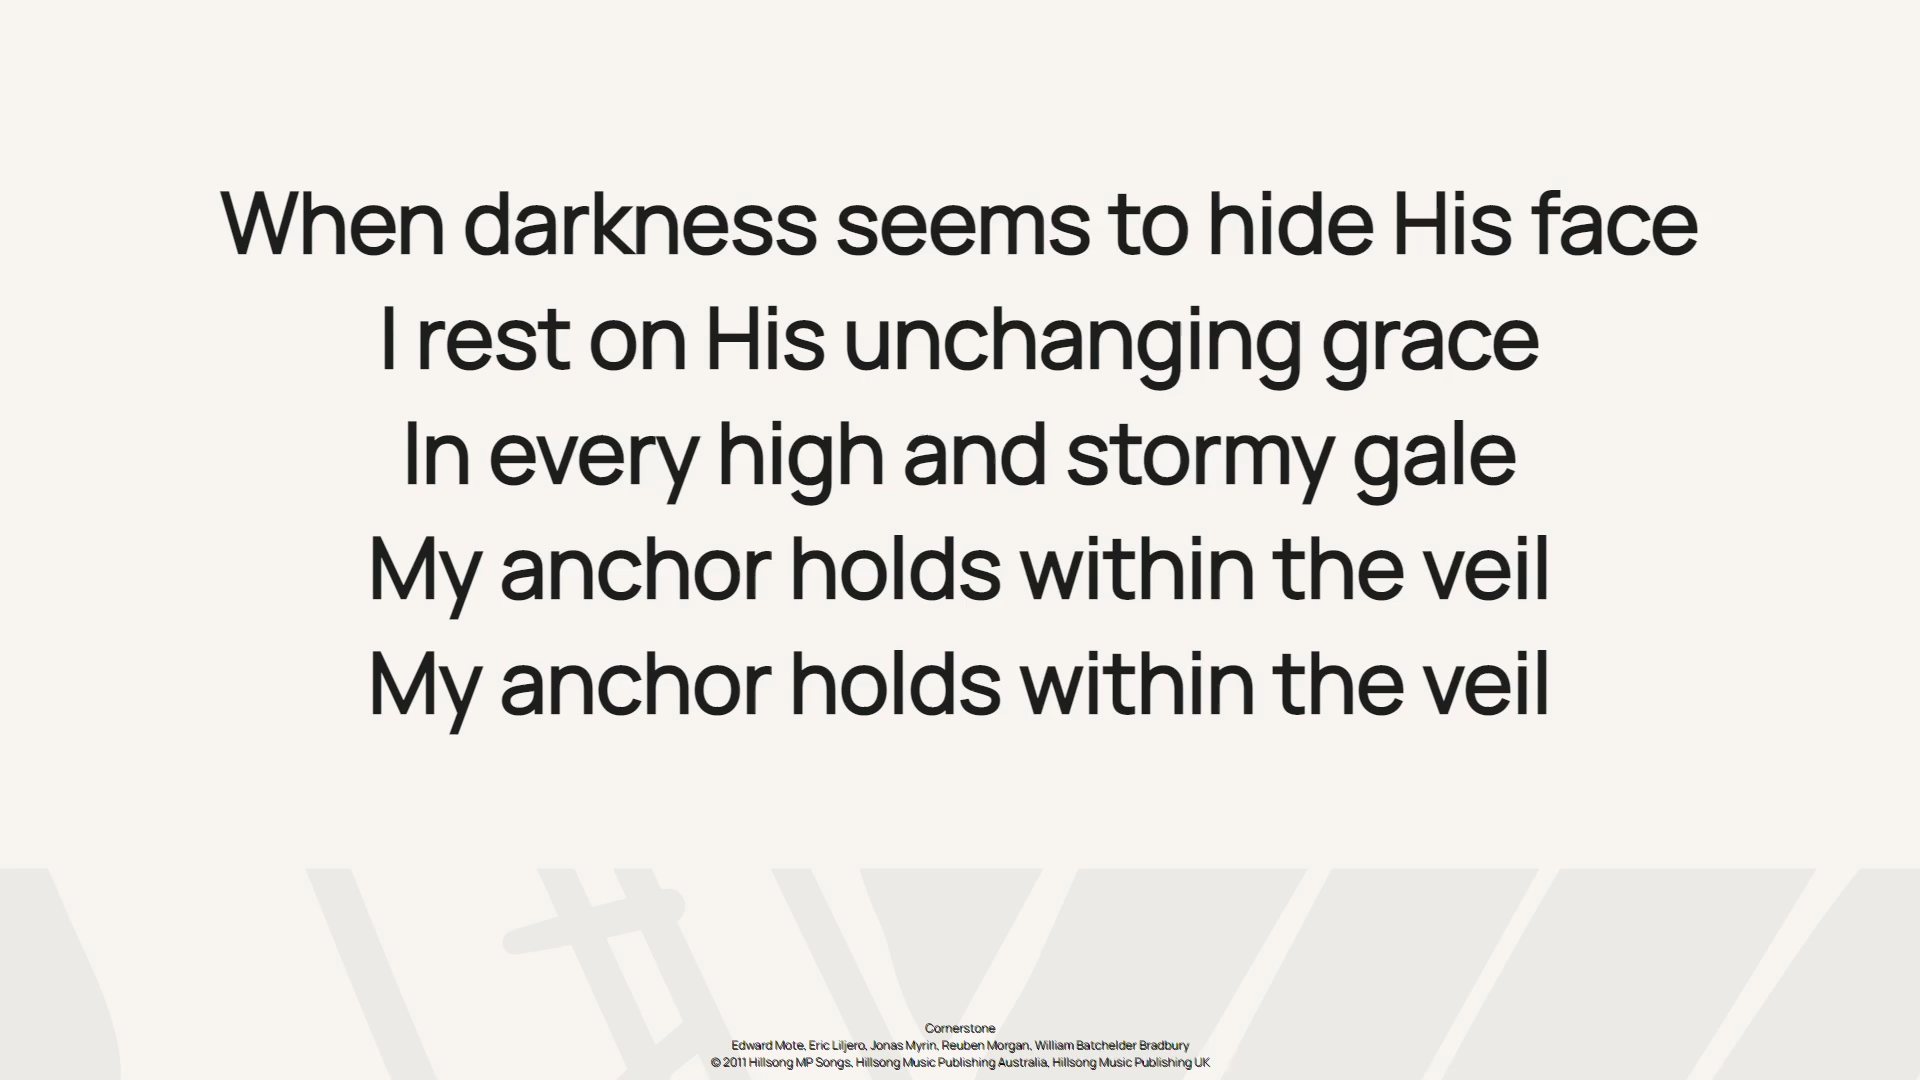 When darkness seems to hide His face
I rest on His unchanging grace
In every high and stormy gale
My anchor holds within the veil
My anchor holds within the veil
Cornerstone
Edward Mote, Eric Liljero, Jonas Myrin, Reuben Morgan, William Batchelder Bradbury
© 2011 Hillsong MP Songs, Hillsong Music Publishing Australia, Hillsong Music Publishing UK